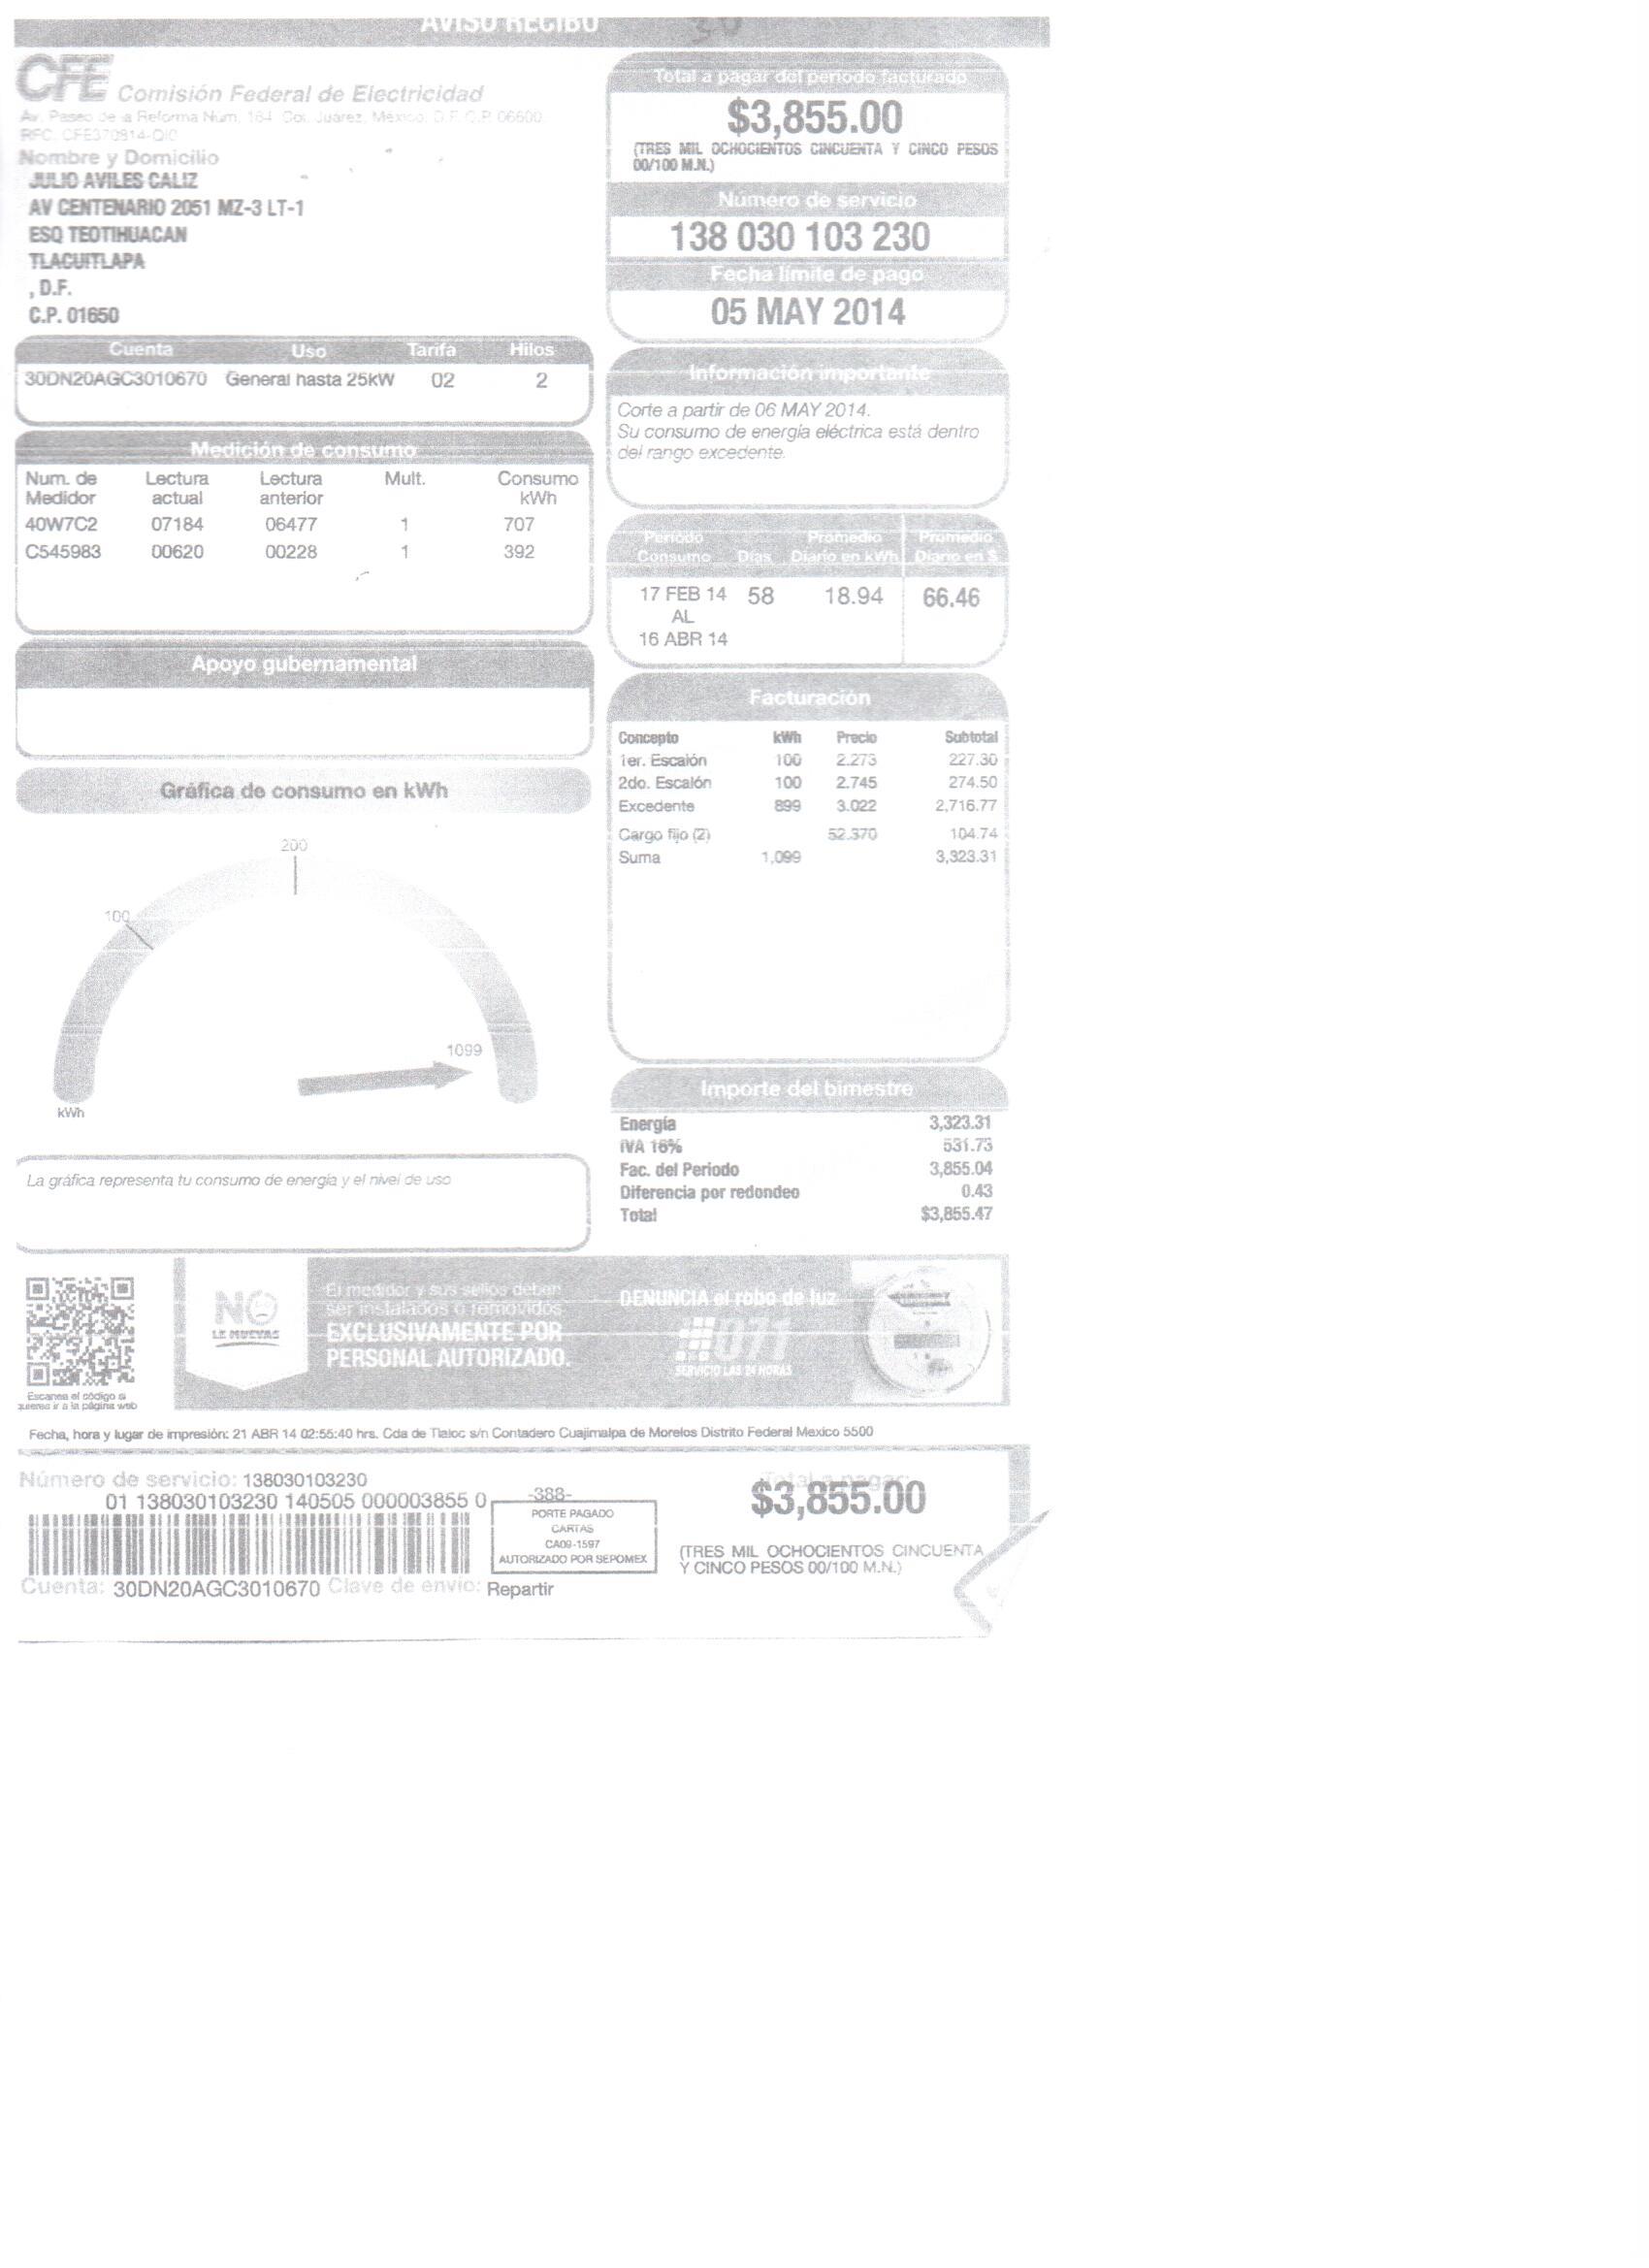 AVISO RECIBO
30
CFE Comisión Federal de Electricidad
Av. Paseo de la Reforma Núm. 164, Col. Juárez, México, D.F. C.P. 06600.
RFC. CFE370814-QI0
Nombre y Domicilio
JULIO AVILES CALIZ
AV CENTENARIO 2051 MZ-3 LT-1
ESQ TEOTIHUACAN
TLACUITLAPA
, D.F.
C.P. 01650
Total a pagar del periodo facturado
$3,855.00
(TRES MIL OCHOCIENTOS CINCUENTA Y CINCO PESOS
00/100 M.N.)
Número de servicio
138 030 103 230
Fecha límite de pago
05 MAY 2014
Cuenta Uso Tarifa Hilos
30DN20AGC3010670 General hasta 25kW 02 2
Información importante
Corte a partir de 06 MAY 2014.
Su consumo de energía eléctrica está dentro
del rango excedente.
Medición de consumo
Num. de Lectura Lectura Mult. Consumo
Medidor actual anterior kWh
40W7C2 07184 06477 1 707
C545983 00620 00228 1 392
Periodo Promedio Promedio
Consumo Días Diario en kWh Diario en $
17 FEB 14 58 18.94 66.46
AL
16 ABR 14
Apoyo gubernamental
Facturación
Concepto kWh Precio Subtotal
1er. Escalón 100 2.273 227.30
2do. Escalón 100 2.745 274.50
Excedente 899 3.022 2,716.77
Cargo fijo (2) 52.370 104.74
Suma 1,099 3,323.31
Gráfica de consumo en kWh
200
100
1099
kWh
La gráfica representa tu consumo de energía y el nivel de uso
Importe del bimestre
Energía 3,323.31
IVA 16% 531.73
Fac. del Periodo 3,855.04
Diferencia por redondeo 0.43
Total $3,855.47
NO
LE MUEVAS
El medidor y sus sellos deben
ser instalados o removidos
EXCLUSIVAMENTE POR
PERSONAL AUTORIZADO.
DENUNCIA el robo de luz
071
SERVICIO LAS 24 HORAS
Escanea el código si
quieres ir a la página web
Fecha, hora y lugar de impresión: 21 ABR 14 02:55:40 hrs. Cda de Tlaloc s/n Contadero Cuajimalpa de Morelos Distrito Federal Mexico 5500
Número de servicio: 138030103230
01 138030103230 140505 000003855 0
-388-
PORTE PAGADO
CARTAS
CA09-1597
AUTORIZADO POR SEPOMEX
Total a pagar:
$3,855.00
(TRES MIL OCHOCIENTOS CINCUENTA
Y CINCO PESOS 00/100 M.N.)
Cuenta: 30DN20AGC3010670 Clave de envío: Repartir